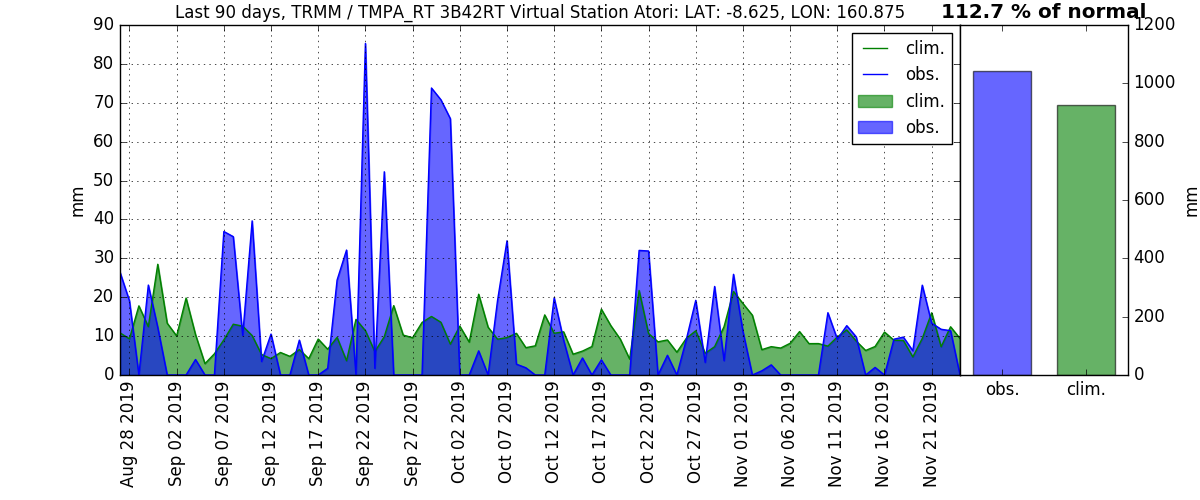 Last 90 days, TRMM / TMPA_RT 3B42RT Virtual Station Atori: LAT: -8.625, LON: 160.875
112.7 % of normal
90
80
70
60
50
40
30
20
10
0
mm
clim.
obs.
clim.
obs.
1200
1000
800
600
400
200
0
mm
Aug 28 2019
Sep 02 2019
Sep 07 2019
Sep 12 2019
Sep 17 2019
Sep 22 2019
Sep 27 2019
Oct 02 2019
Oct 07 2019
Oct 12 2019
Oct 17 2019
Oct 22 2019
Oct 27 2019
Nov 01 2019
Nov 06 2019
Nov 11 2019
Nov 16 2019
Nov 21 2019
obs.
clim.